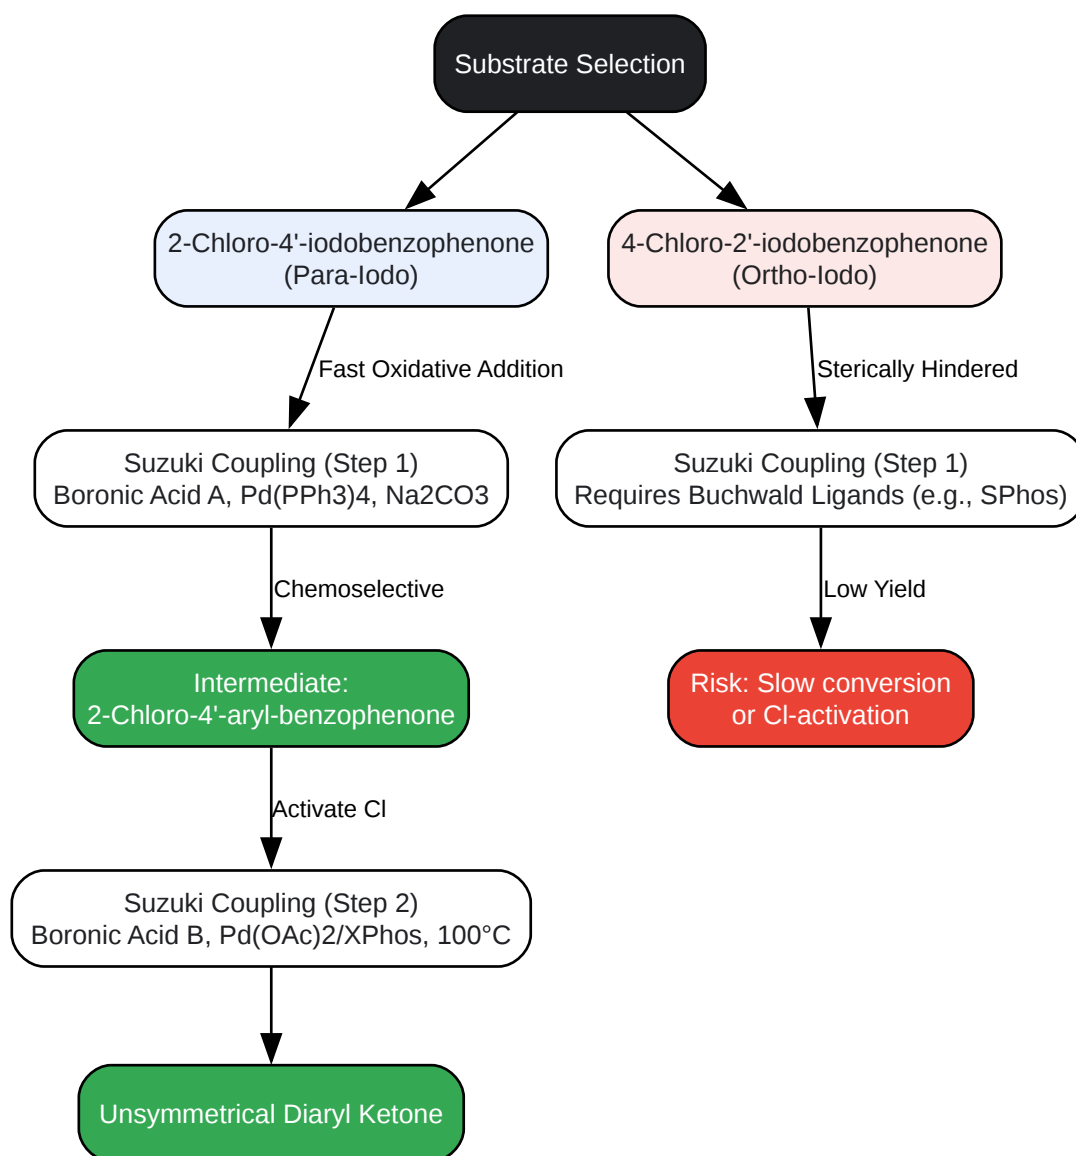 Substrate Selection
2-Chloro-4'-iodobenzophenone
(Para-Iodo)
4-Chloro-2'-iodobenzophenone
(Ortho-Iodo)
Fast Oxidative Addition
Sterically Hindered
Suzuki Coupling (Step 1)
Boronic Acid A, Pd(PPh3)4, Na2CO3
Suzuki Coupling (Step 1)
Requires Buchwald Ligands (e.g., SPhos)
Chemoselective
Low Yield
Intermediate:
2-Chloro-4'-aryl-benzophenone
Risk: Slow conversion
or Cl-activation
Activate Cl
Suzuki Coupling (Step 2)
Boronic Acid B, Pd(OAc)2/XPhos, 100°C
Unsymmetrical Diaryl Ketone